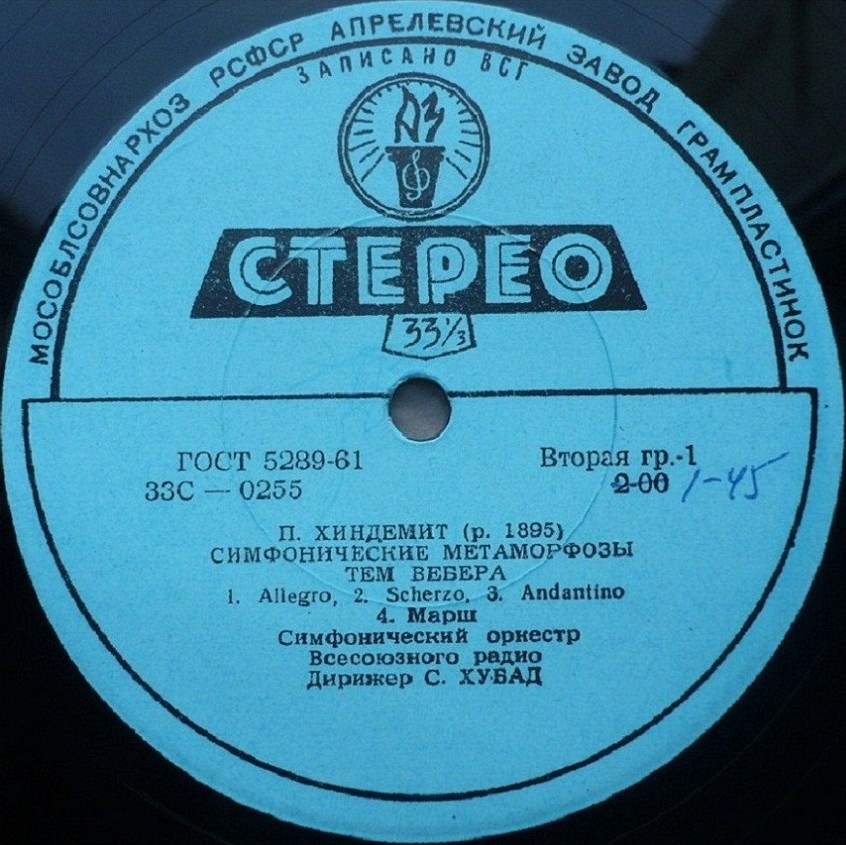 МОСОБЛСОВНАРХОЗ РСФСР АПРЕЛЕВСКИЙ ЗАВОД ГРАМПЛАСТИНОК
ЗАПИСАНО ВСГ
АЗ
СТЕРЕО
33⅓
ГОСТ 5289-61 Вторая гр.-1
33С — 0255 2-00 1-45
П. ХИНДЕМИТ (р. 1895)
СИМФОНИЧЕСКИЕ МЕТАМОРФОЗЫ
ТЕМ ВЕБЕРА
1. Allegro, 2. Scherzo, 3. Andantino
4. Марш
Симфонический оркестр
Всесоюзного радио
Дирижер С. ХУБАД